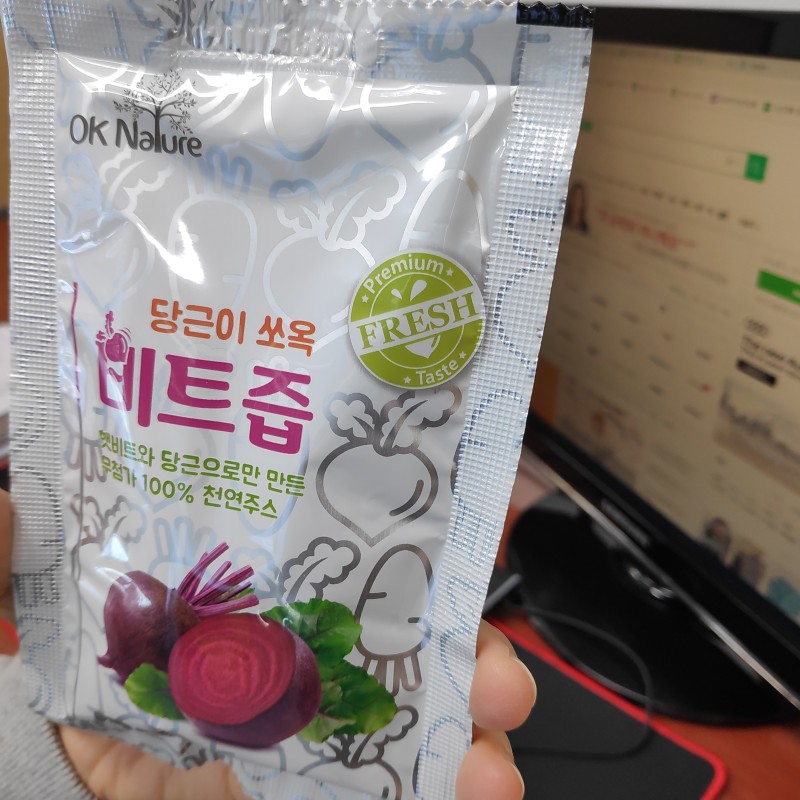 OK Nature
Premium
FRESH
Taste
당근이 쏘옥
비트즙
햇비트와 당근으로만 만든
무첨가 100% 천연주스